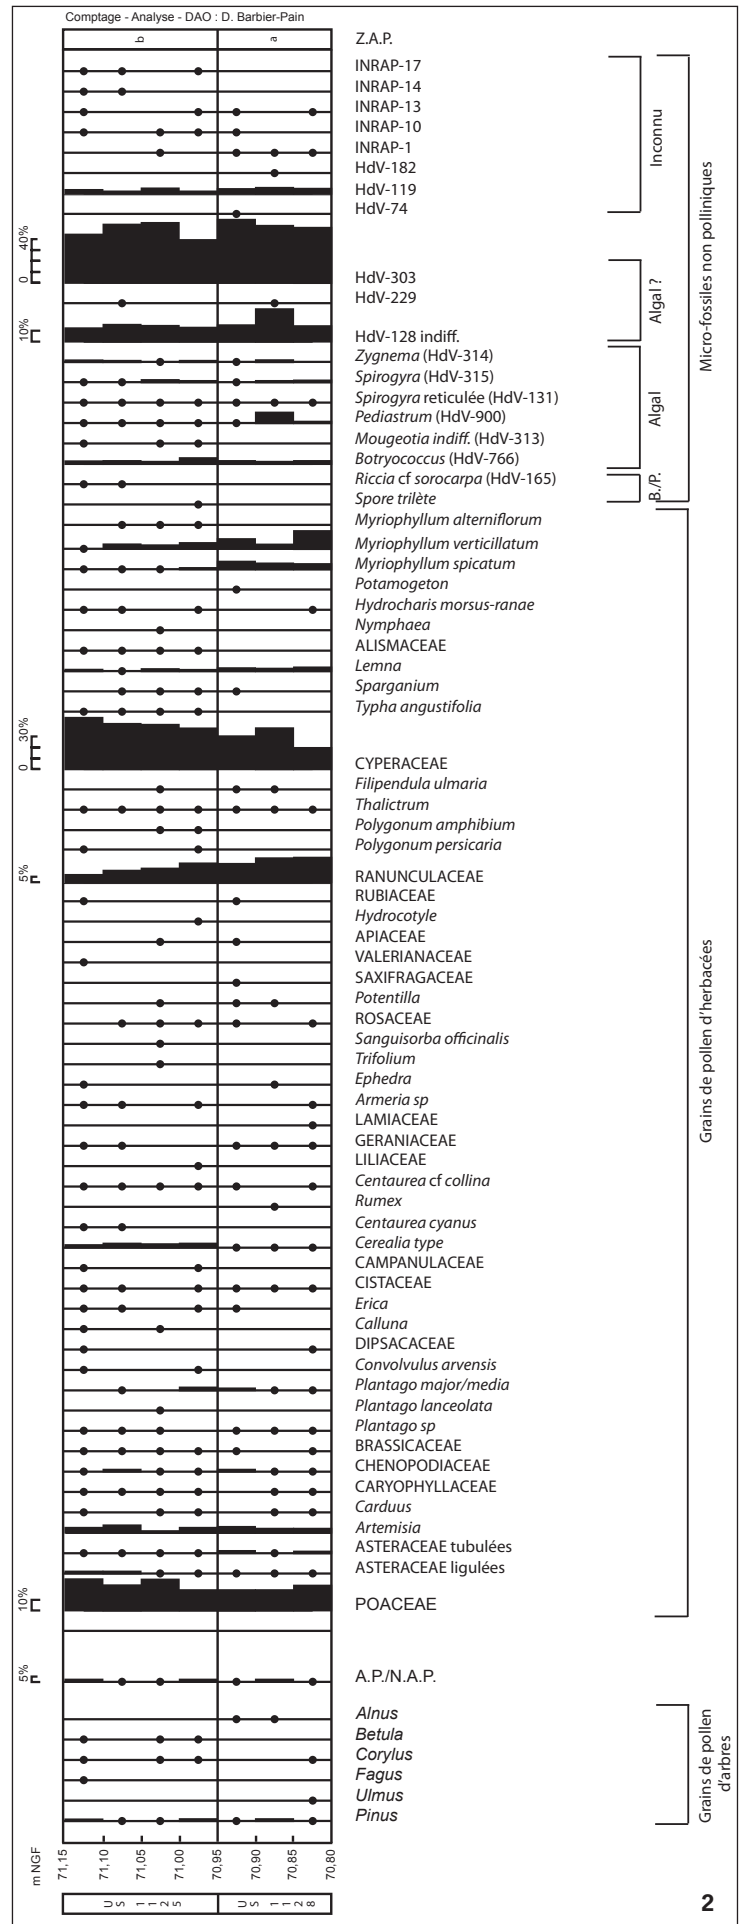 Comptage - Analyse - DAO : D. Barbier-Pain
b
a
Z.A.P.
INRAP-17
INRAP-14
INRAP-13
INRAP-10
INRAP-1
HdV-182
HdV-119
HdV-74
HdV-303
HdV-229
HdV-128 indiff.
Zygnema (HdV-314)
Spirogyra (HdV-315)
Spirogyra reticulée (HdV-131)
Pediastrum (HdV-900)
Mougeotia indiff. (HdV-313)
Botryococcus (HdV-766)
Riccia cf sorocarpa (HdV-165)
Spore trilète
Myriophyllum alterniflorum
Myriophyllum verticillatum
Myriophyllum spicatum
Potamogeton
Hydrocharis morsus-ranae
Nymphaea
ALISMACEAE
Lemna
Sparganium
Typha angustifolia
CYPERACEAE
Filipendula ulmaria
Thalictrum
Polygonum amphibium
Polygonum persicaria
RANUNCULACEAE
RUBIACEAE
Hydrocotyle
APIACEAE
VALERIANACEAE
SAXIFRAGACEAE
Potentilla
ROSACEAE
Sanguisorba officinalis
Trifolium
Ephedra
Armeria sp
LAMIACEAE
GERANIACEAE
LILIACEAE
Centaurea cf collina
Rumex
Centaurea cyanus
Cerealia type
CAMPANULACEAE
CISTACEAE
Erica
Calluna
DIPSACACEAE
Convolvulus arvensis
Plantago major/media
Plantago lanceolata
Plantago sp
BRASSICACEAE
CHENOPODIACEAE
CARYOPHYLLACEAE
Carduus
Artemisia
ASTERACEAE tubulées
ASTERACEAE ligulées
POACEAE
A.P./N.A.P.
Alnus
Betula
Corylus
Fagus
Ulmus
Pinus
Inconnu
Algal ?
Algal
B./P.
Micro-fossiles non polliniques
Grains de pollen d'herbacées
Grains de pollen
d'arbres
0 40%
10%
0 30%
5%
10%
5%
m NGF
71,15
71,10
71,05
71,00
70,95
70,90
70,85
70,80
US 1125
US 1128
2